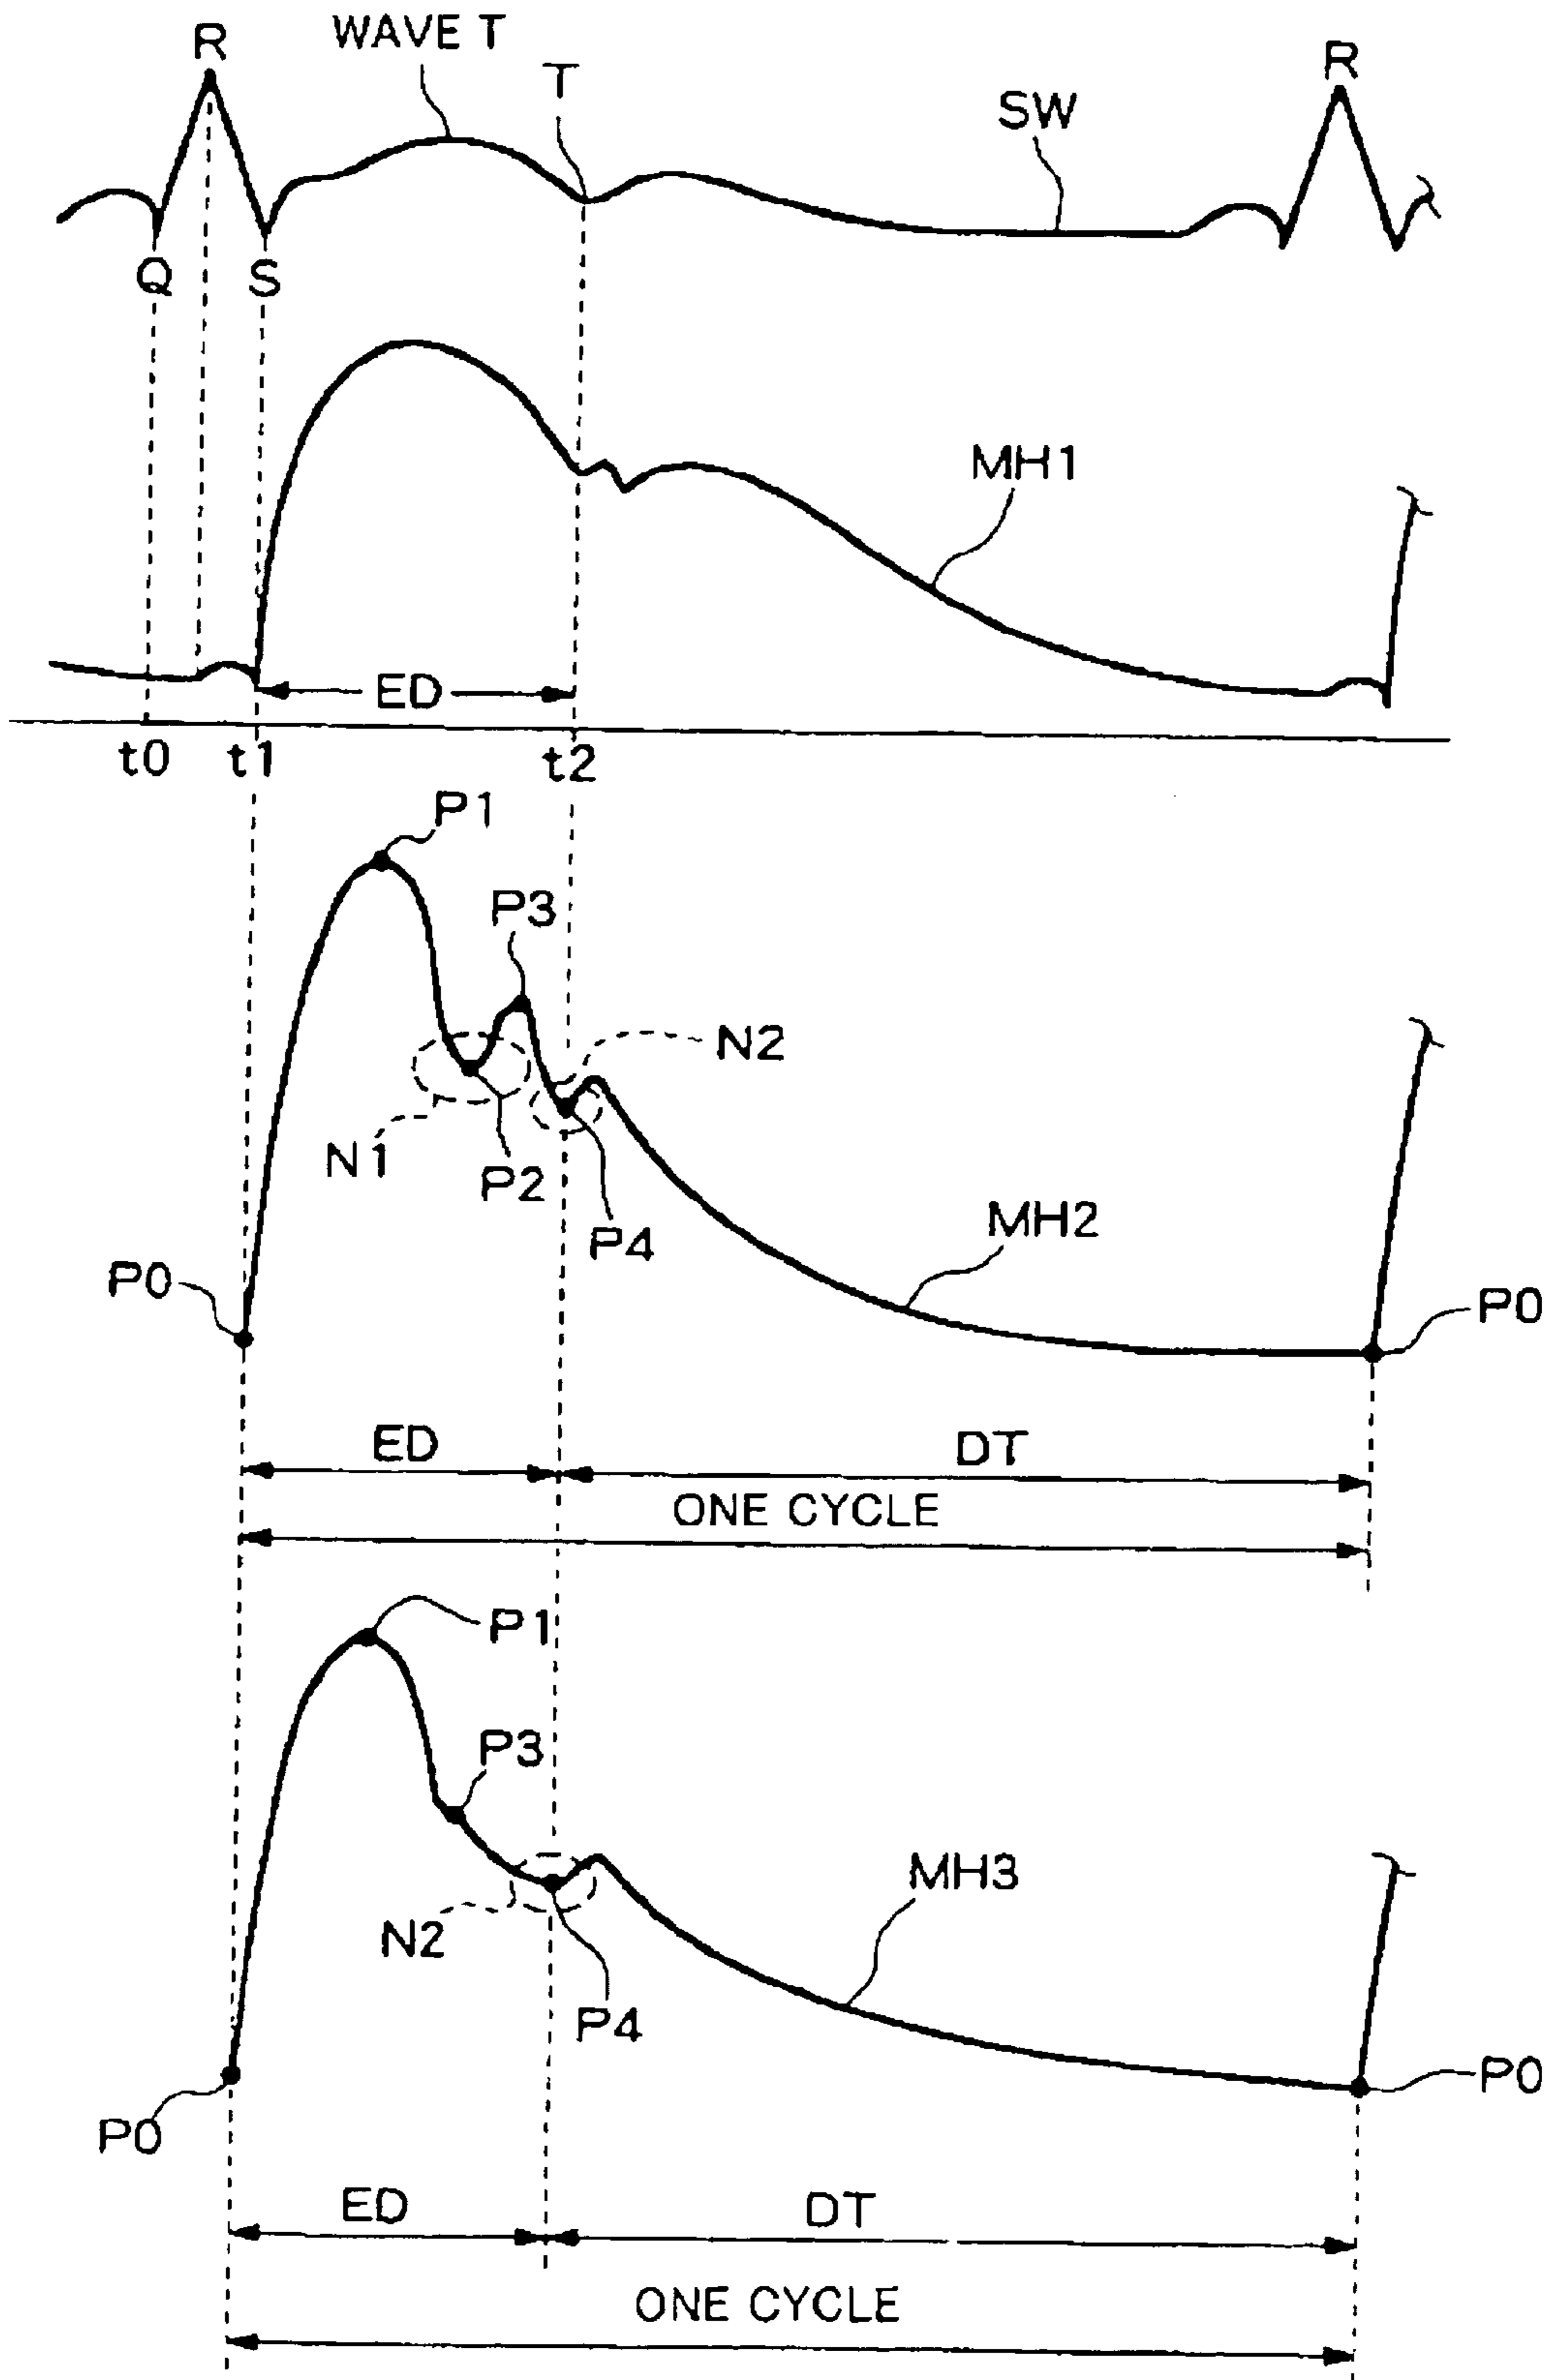 R
WAVE T
T
SW
R
Q
S
MH1
ED
t0
t1
t2
P1
P3
N2
N1
P2
P4
MH2
P0
P0
ED
DT
ONE CYCLE
P1
P3
MH3
N2
P4
P0
P0
ED
DT
ONE CYCLE